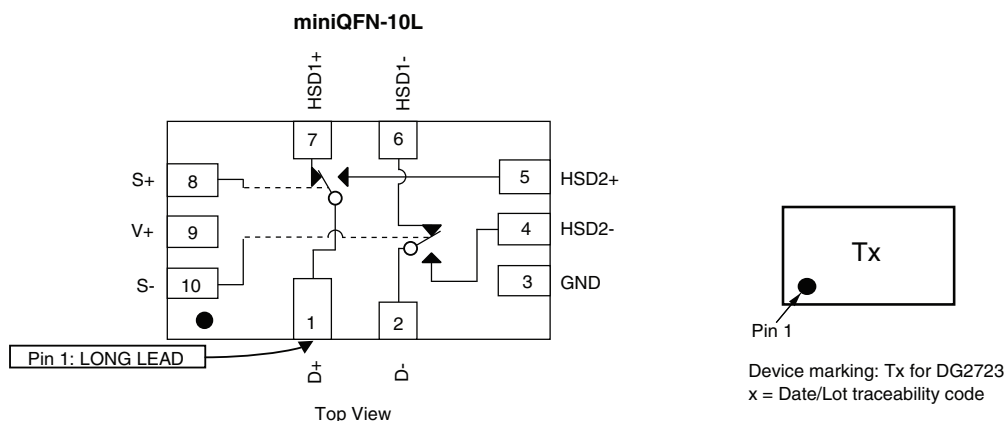 miniQFN-10L
HSD1+
HSD1-
7
6
S+
8
5
HSD2+
V+
9
4
HSD2-
S-
10
3
GND
1
2
Pin 1: LONG LEAD
D+
D-
Top View
Tx
Pin 1
Device marking: Tx for DG2723
x = Date/Lot traceability code